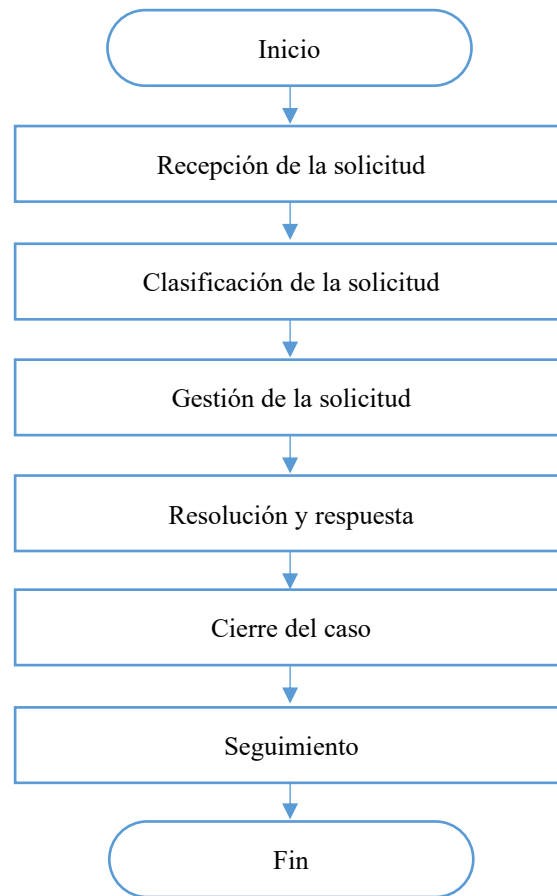 Inicio
Recepción de la solicitud
Clasificación de la solicitud
Gestión de la solicitud
Resolución y respuesta
Cierre del caso
Seguimiento
Fin